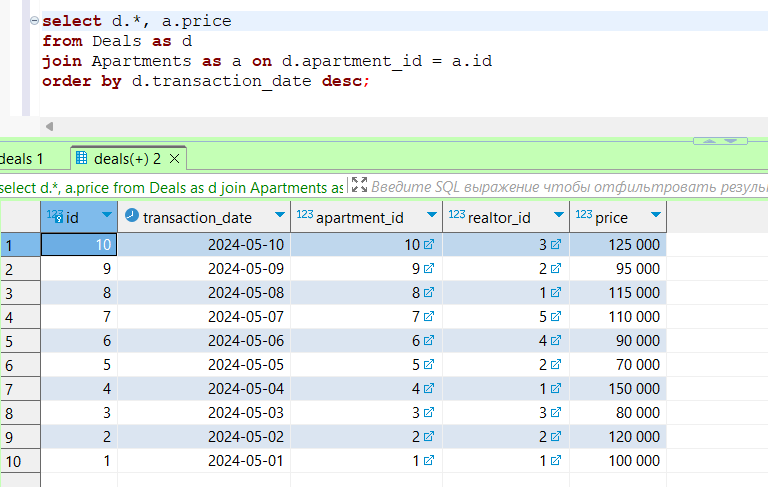 select d.*, a.price
from Deals as d
join Apartments as a on d.apartment_id = a.id
order by d.transaction_date desc;
deals 1 deals(+) 2
select d.*, a.price from Deals as d join Apartments as Введите SQL выражение чтобы отфильтровать
123 id transaction_date 123 apartment_id 123 realtor_id 123 price
1 10 2024-05-10 10 3 125 000
2 9 2024-05-09 9 2 95 000
3 8 2024-05-08 8 1 115 000
4 7 2024-05-07 7 5 110 000
5 6 2024-05-06 6 4 90 000
6 5 2024-05-05 5 2 70 000
7 4 2024-05-04 4 1 150 000
8 3 2024-05-03 3 3 80 000
9 2 2024-05-02 2 2 120 000
10 1 2024-05-01 1 1 100 000